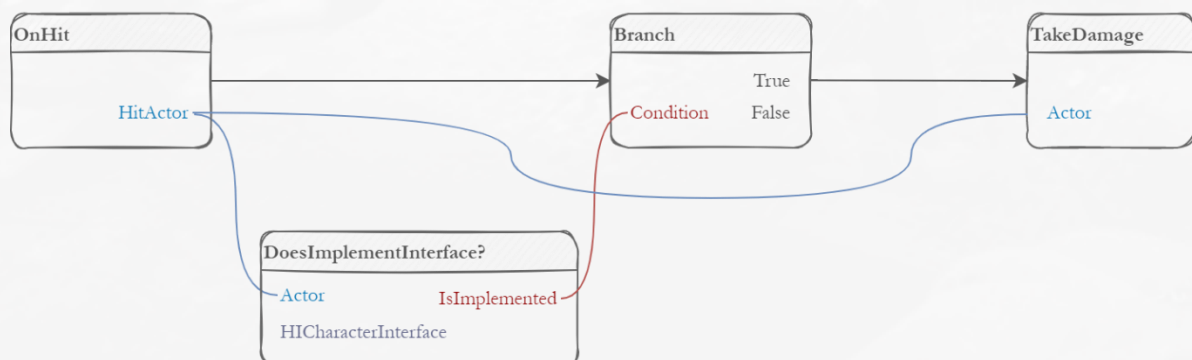 OnHit
HitActor
Branch
True
Condition
False
TakeDamage
Actor
DoesImplementInterface?
Actor
IsImplemented
HICharacterInterface